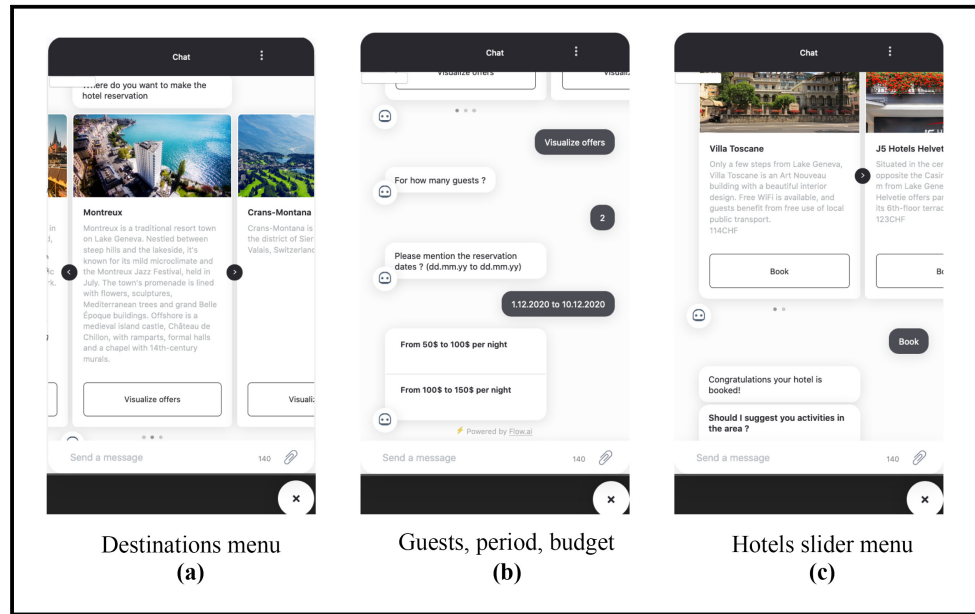 Chat
Where do you want to make the
hotel reservation
Montreux
Montreux is a traditional resort town
on Lake Geneva. Nestled between
steep hills and the lakeside, it's
known for its mild microclimate and
the Montreux Jazz Festival, held in
July. The town's promenade is lined
with flowers, sculptures,
Mediterranean trees and grand Belle
Époque buildings. Offshore is a
medieval island castle, Château de
Chillon, with ramparts, formal halls
and a chapel with 14th-century
murals.
Visualize offers
Crans-Montana
Crans-Montana is
the district of Sier
Valais, Switzerland
Visuali
Send a message
140
Destinations menu
(a)
Chat
Visualize offers
Visualiz
Visualize offers
For how many guests ?
2
Please mention the reservation
dates ? (dd.mm.yy to dd.mm.yy)
1.12.2020 to 10.12.2020
From 50$ to 100$ per night
From 100$ to 150$ per night
⚡ Powered by Flow.ai
Send a message
140
Guests, period, budget
(b)
Chat
Villa Toscane
Only a few steps from Lake Geneva,
Villa Toscane is an Art Nouveau
building with a beautiful interior
design. Free WiFi is available, and
guests benefit from free use of local
public transport.
114CHF
Book
J5 Hotels Helvet
Situated in the cer
opposite the Casin
m from Lake Gene
Helvetie offers par
its 6th-floor terrac
123CHF
Bo
Book
Congratulations your hotel is
booked!
Should I suggest you activities in
the area ?
Send a message
140
Hotels slider menu
(c)